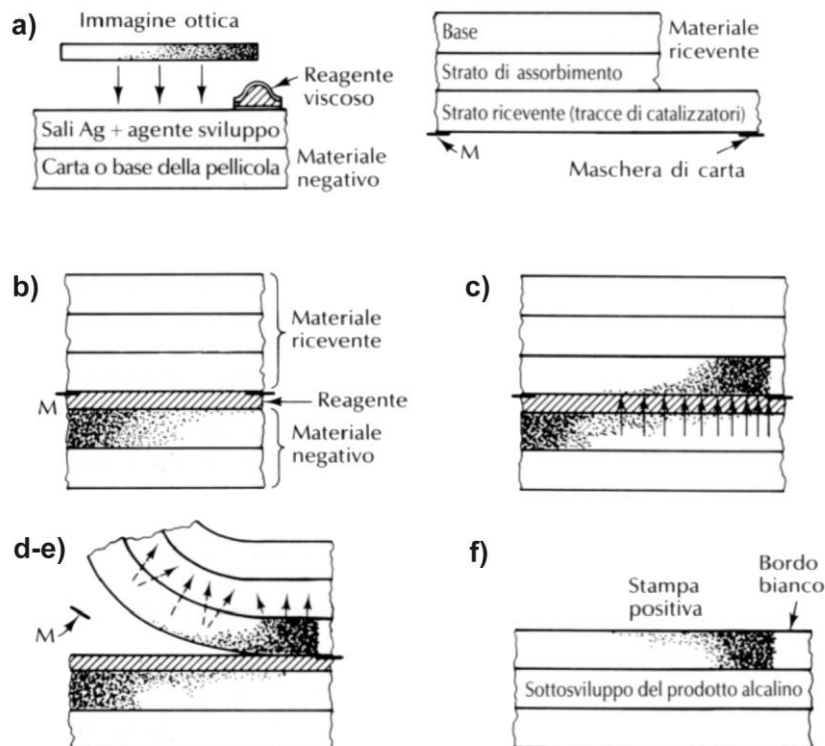 a)
Immagine ottica
Reagente
viscoso
Sali Ag + agente sviluppo
Carta o base della pellicola
Materiale
negativo
Base
Strato di assorbimento
Strato ricevente (tracce di catalizzatori)
Materiale
ricevente
M
Maschera di carta
b)
Materiale
ricevente
M
Reagente
Materiale
negativo
c)
d-e)
M
f)
Stampa
positiva
Bordo
bianco
Sottosviluppo del prodotto alcalino